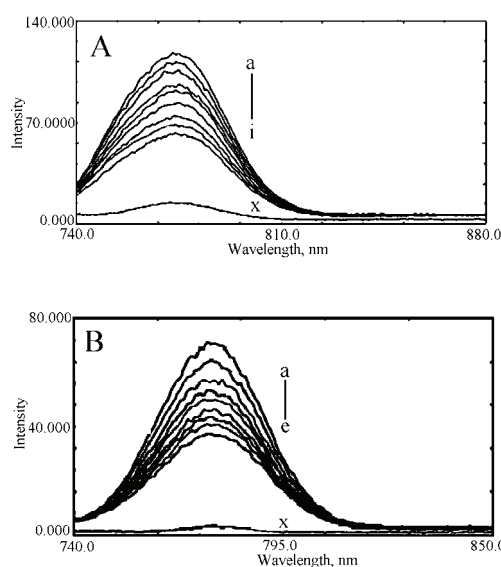 140.000
A
a
Intensity
70.0000
i
x
0.000
740.0 810.0 880.0
Wavelength, nm
80.000
B
a
Intensity
40.000
e
x
0.000
740.0 795.0 850.0
Wavelength, nm